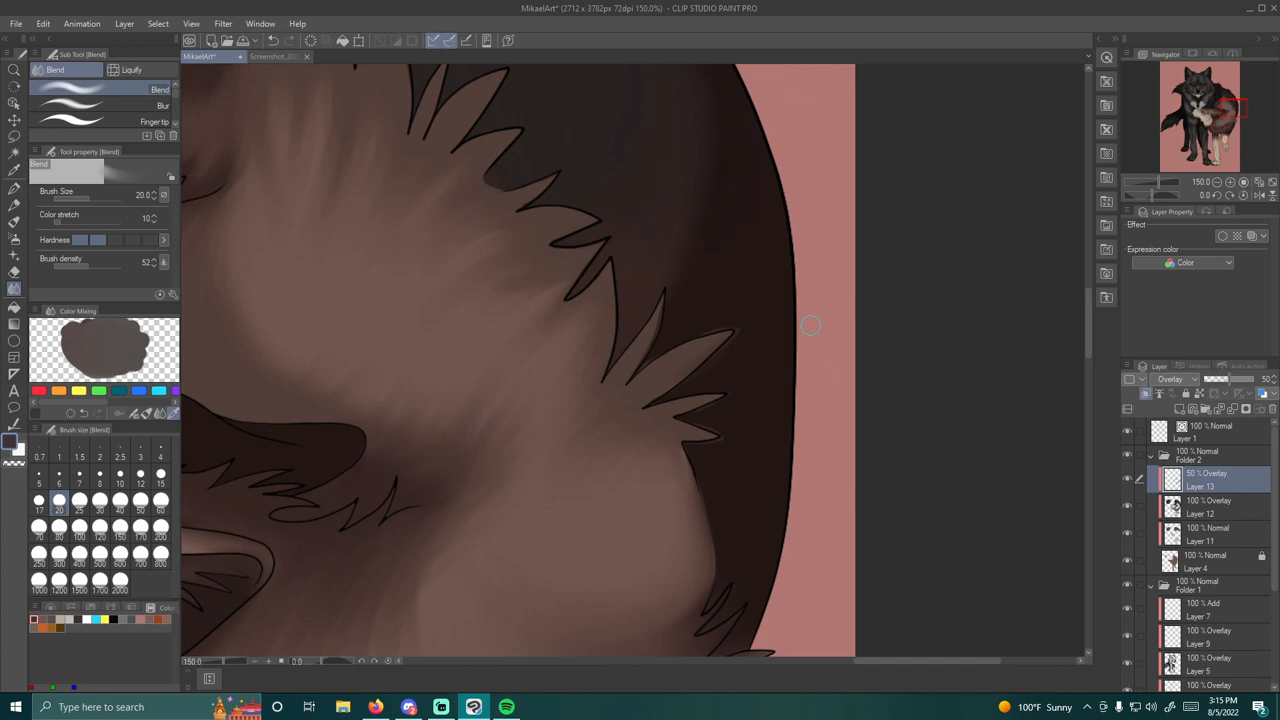 MikaelArt* (2712 x 3782px 72dpi 150.0%) - CLIP STUDIO PAINT PRO
File Edit Animation Layer Select View Filter Window Help
Sub Tool [Blend]
Blend Liquify
Blend
Blur
Finger tip
Tool property [Blend]
Blend
Brush Size 20.0
Color stretch 10
Hardness
Brush density 52
Color Mixing
Brush size [Blend]
0.7 1 1.5 2 2.5 3 4
5 6 7 8 10 12 15
17 20 25 30 40 50 60
70 80 100 120 150 170 200
250 300 400 500 600 700 800
1000 1200 1500 1700 2000
Color
MikaelArt*
150.0 0.0
Navigator
150.0
0.0
Layer Property
Effect
Expression color
Color
Layer History Auto Action
Overlay 50
100 % Normal
Layer 1
100 % Normal
Folder 2
50 % Overlay
Layer 13
100 % Overlay
Layer 12
100 % Normal
Layer 11
100 % Normal
Layer 4
100 % Normal
Folder 1
100 % Add
Layer 7
100 % Overlay
Layer 9
100 % Overlay
Layer 5
100 % Overlay
Type here to search
100°F Sunny
3:15 PM
8/5/2022
2